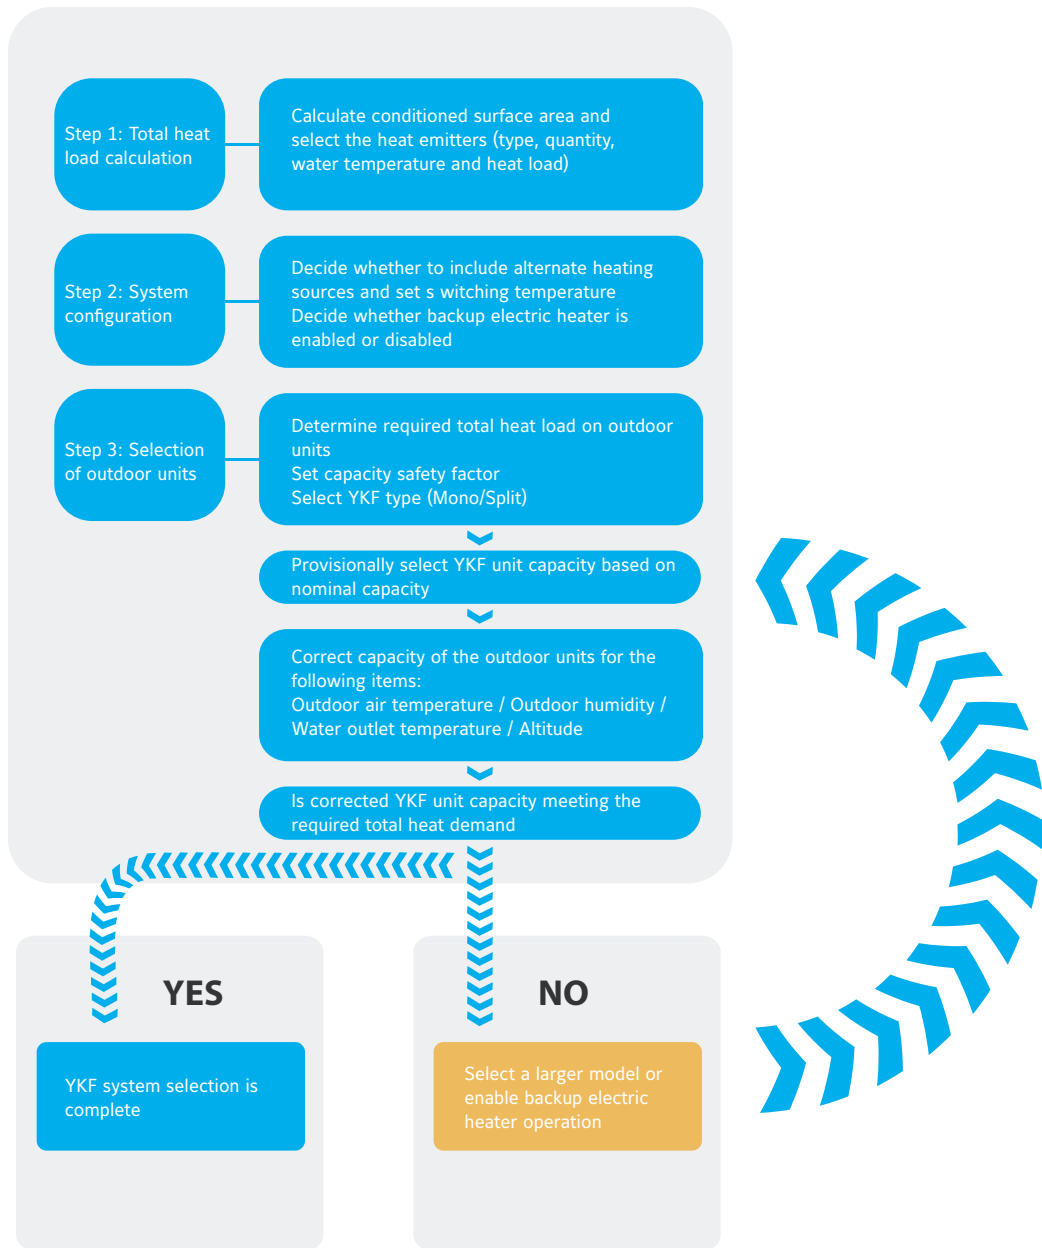 Step 1: Total heat
load calculation
Calculate conditioned surface area and
select the heat emitters (type, quantity,
water temperature and heat load)
Step 2: System
configuration
Decide whether to include alternate heating
sources and set s witching temperature
Decide whether backup electric heater is
enabled or disabled
Step 3: Selection
of outdoor units
Determine required total heat load on outdoor
units
Set capacity safety factor
Select YKF type (Mono/Split)
Provisionally select YKF unit capacity based on
nominal capacity
Correct capacity of the outdoor units for the
following items:
Outdoor air temperature / Outdoor humidity /
Water outlet temperature / Altitude
Is corrected YKF unit capacity meeting the
required total heat demand
YES
YKF system selection is
complete
NO
Select a larger model or
enable backup electric
heater operation